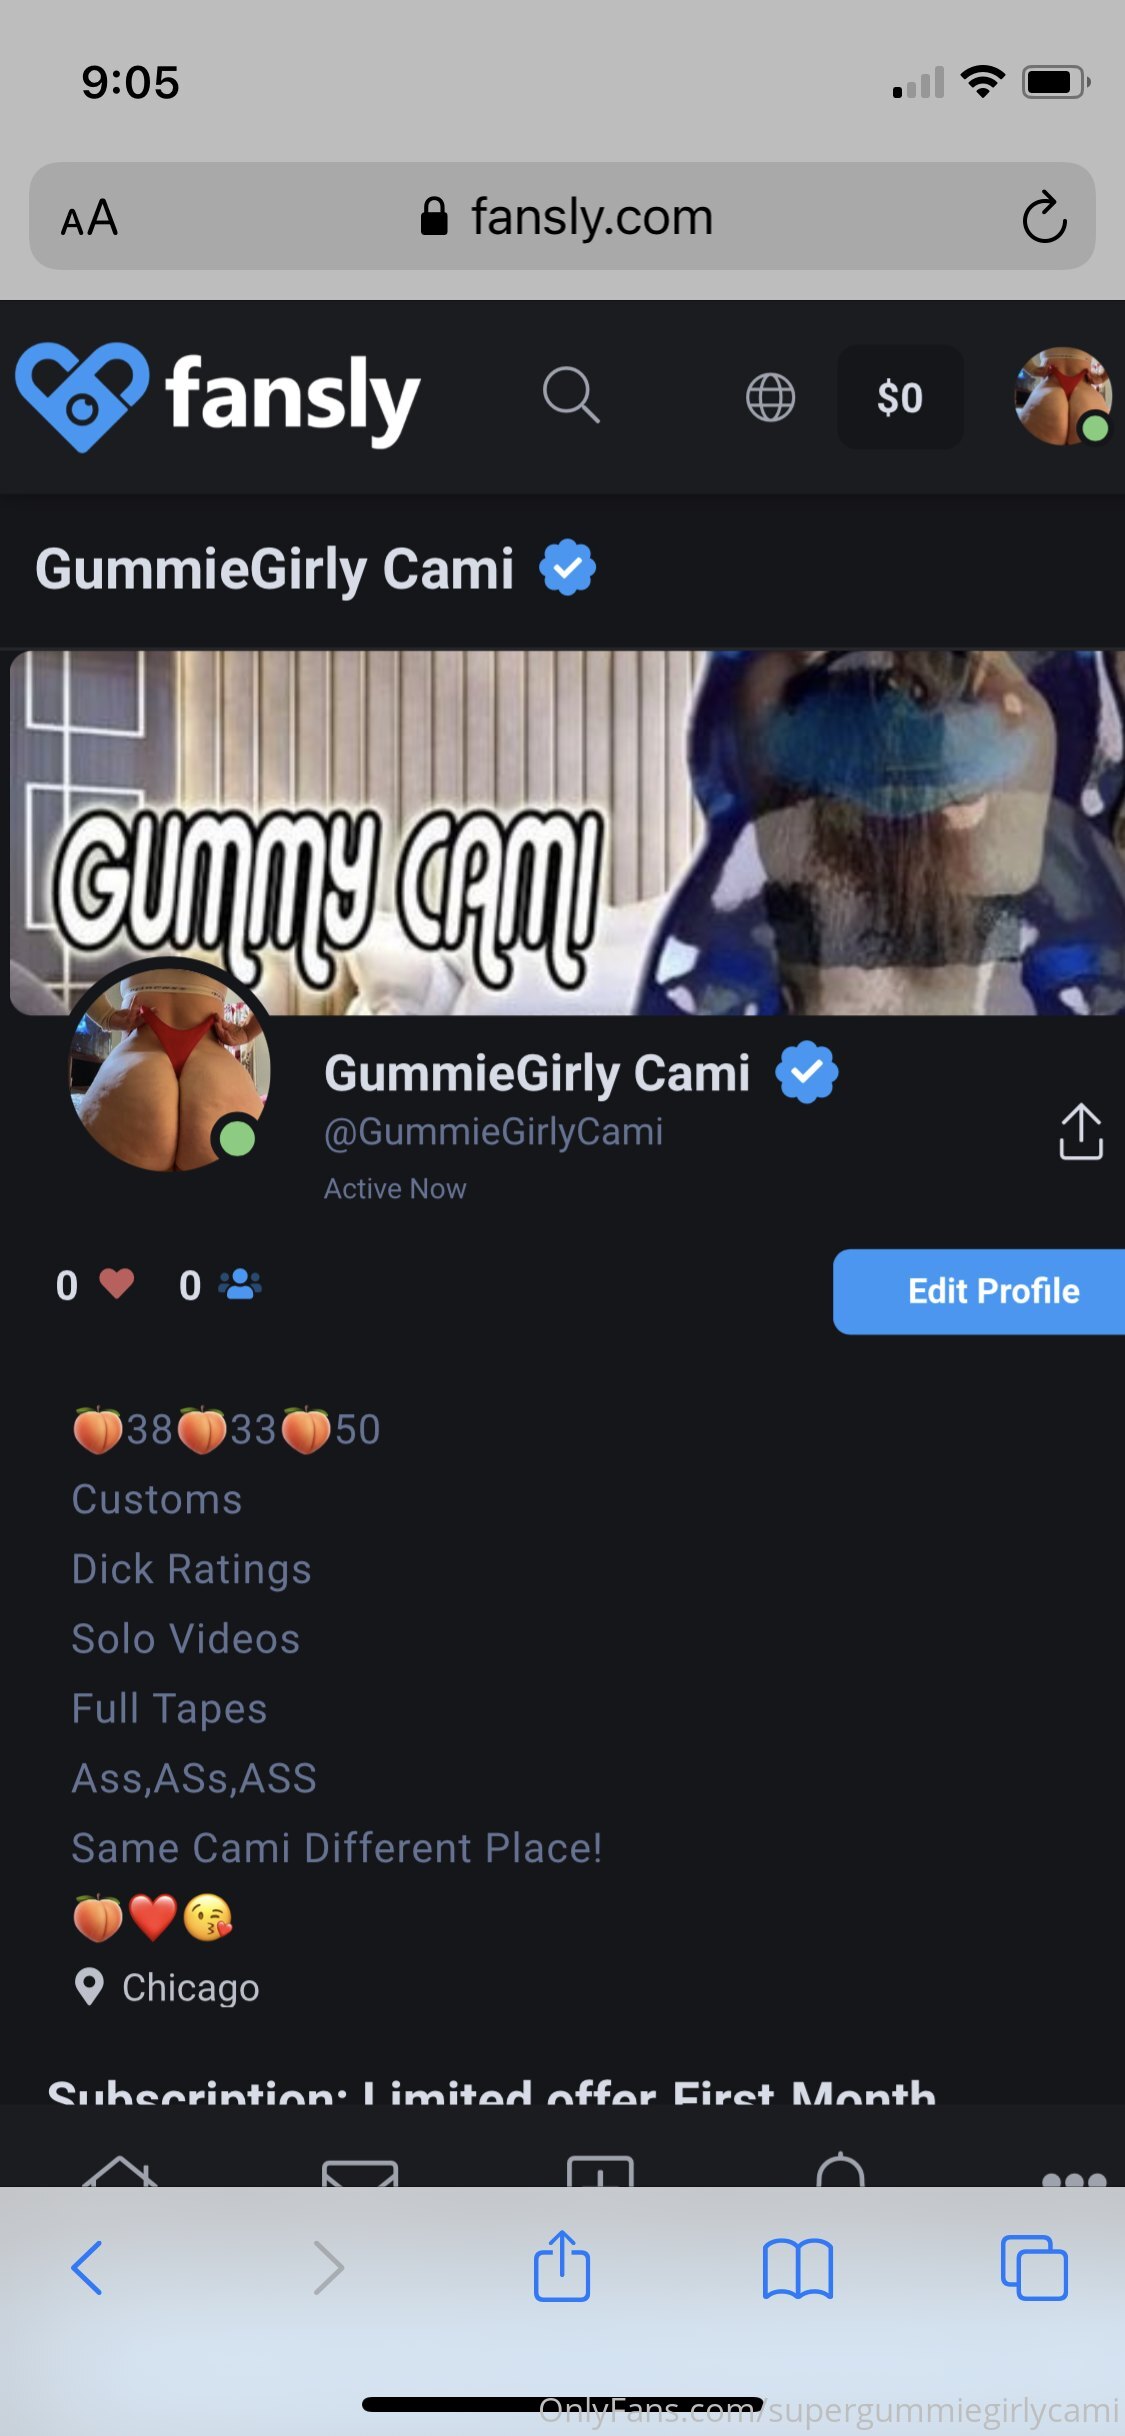 9:05
AA fansly.com
fansly
$0
GummieGirly Cami
GUMMY CAMI
GummieGirly Cami
@GummieGirlyCami
Active Now
0 0
Edit Profile
🍑38🍑33🍑50
Customs
Dick Ratings
Solo Videos
Full Tapes
Ass,ASs,ASS
Same Cami Different Place!
🍑❤️😘
Chicago
Subscription: Limited offer First Month
OnlyFans.com/supergummiegirlycami